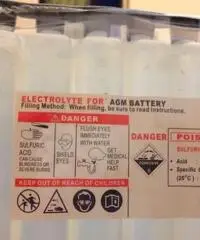 ELECTROLYTE FOR AGM BATTERY
Filling Method: When filling, be sure to read instructions.
DANGER
SULFURIC
ACID
CAN CAUSE
BLINDNESS OR
SEVERE BURNS
SHIELD
EYES
FLUSH EYES
IMMEDIATELY
WITH WATER
GET
MEDICAL
HELP
FAST
KEEP OUT OF REACH OF CHILDREN
DANGER
CORROSIVE
POIS
SULFURI
• Acid
• Specific G
(25°C)